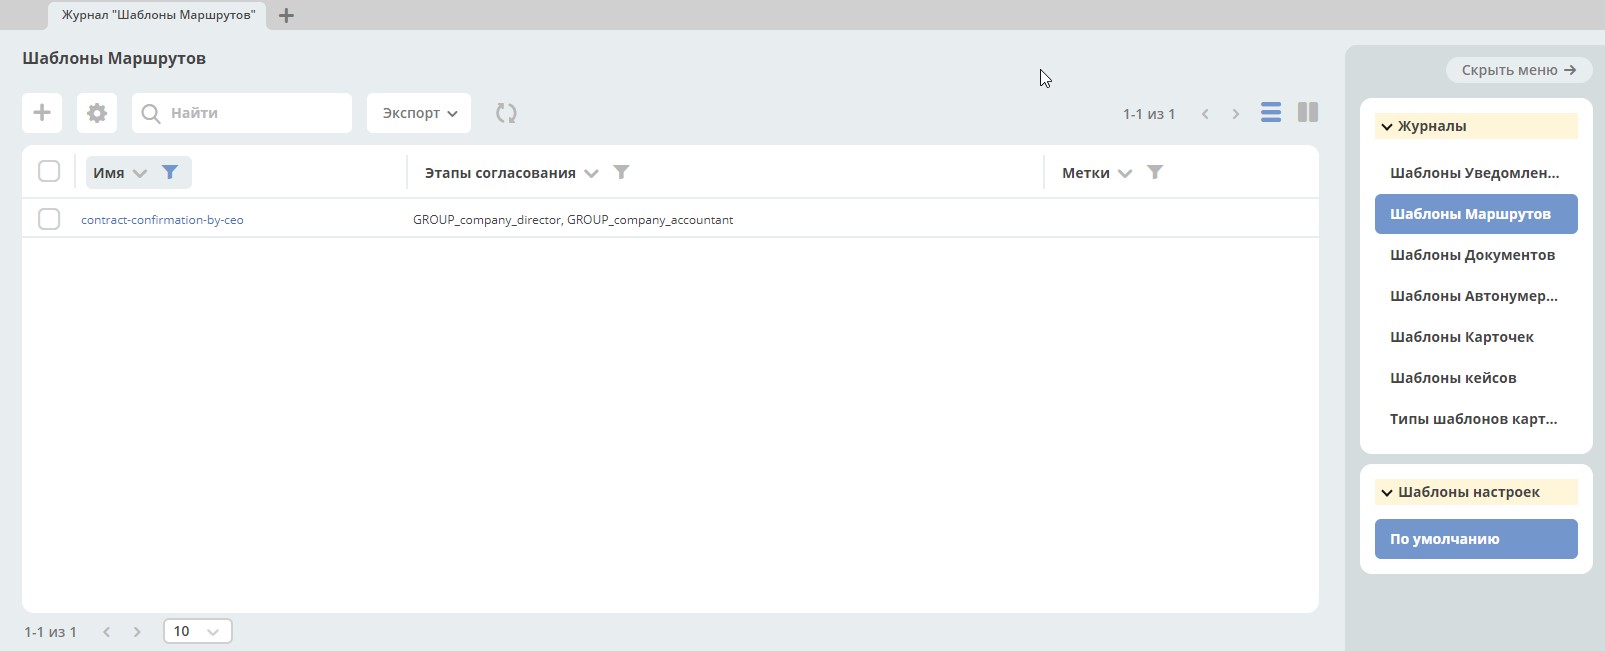 Журнал "Шаблоны Маршрутов"
Шаблоны Маршрутов
Скрыть меню
Найти
Экспорт
1-1 из 1
Имя
Этапы согласования
Метки
contract-confirmation-by-ceo
GROUP_company_director, GROUP_company_accountant
1-1 из 1
10
Журналы
Шаблоны Уведомлен...
Шаблоны Маршрутов
Шаблоны Документов
Шаблоны Автонумер...
Шаблоны Карточек
Шаблоны кейсов
Типы шаблонов карт...
Шаблоны настроек
По умолчанию